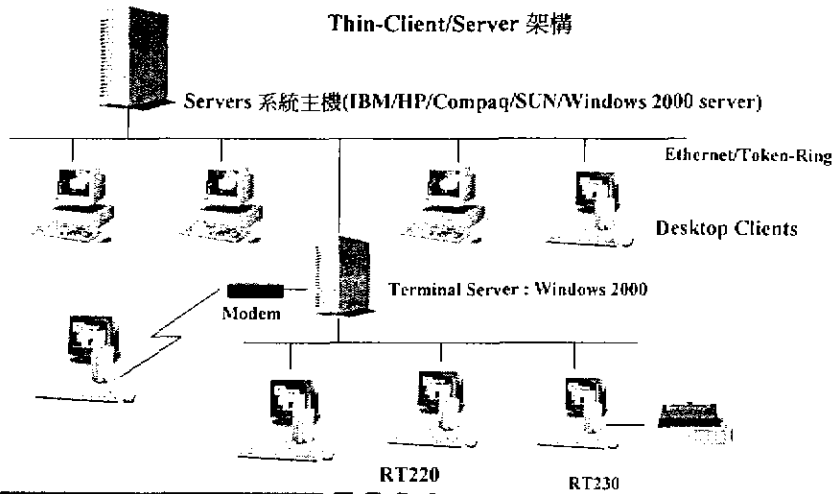 Thin-Client/Server 架構
Servers 系統主機(IBM/HP/Compaq/SUN/Windows 2000 server)
Ethernet/Token-Ring
Desktop Clients
Terminal Server : Windows 2000
Modem
RT220
RT230